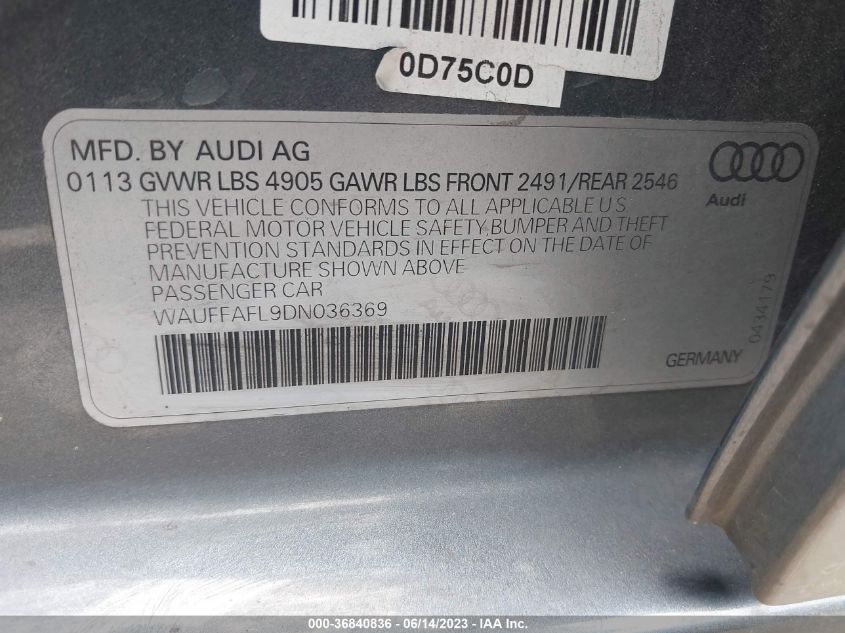 0D75C0D
MFD. BY AUDI AG
0113 GVWR LBS 4905 GAWR LBS FRONT 2491/REAR 2546
THIS VEHICLE CONFORMS TO ALL APPLICABLE U.S.
FEDERAL MOTOR VEHICLE SAFETY,BUMPER AND THEFT
PREVENTION STANDARDS IN EFFECT ON THE DATE OF
MANUFACTURE SHOWN ABOVE
PASSENGER CAR
WAUFFAFL9DN036369
Audi
0434179
GERMANY
000-36840836 - 06/14/2023 - IAA Inc.